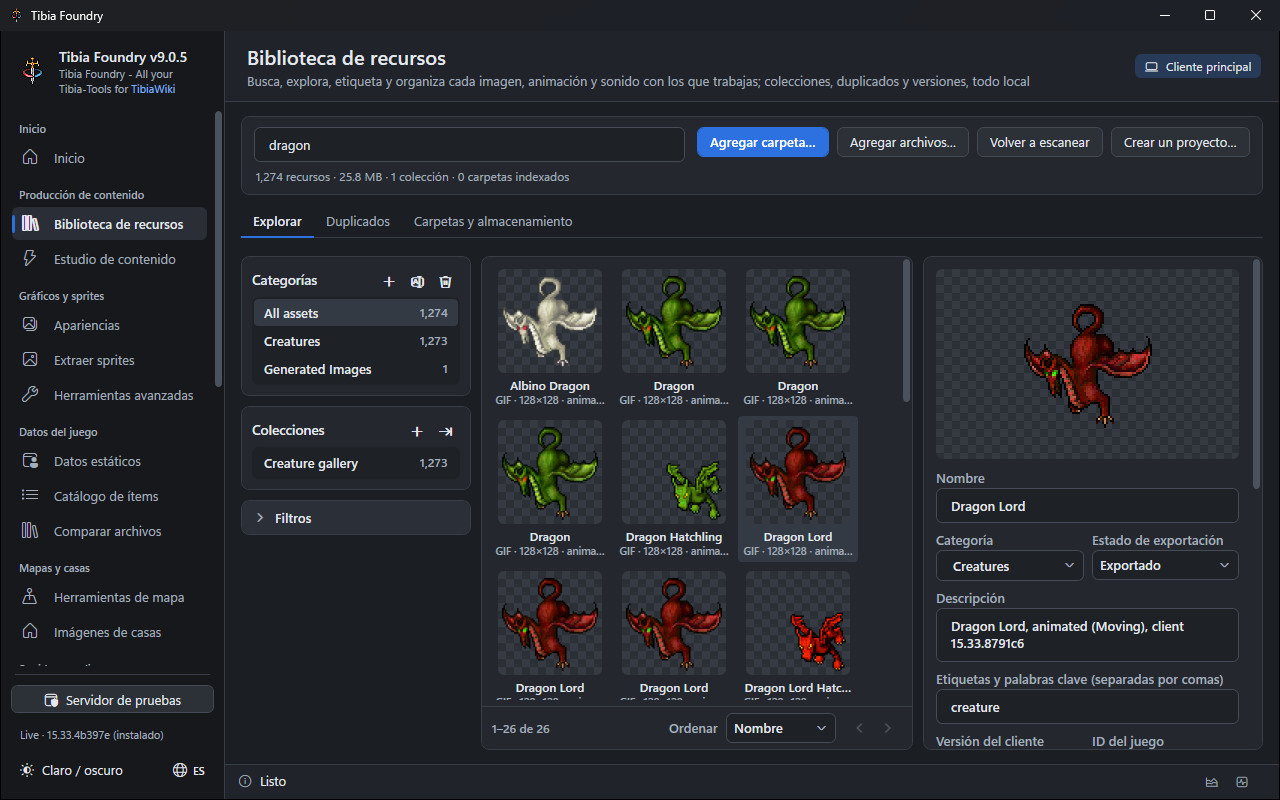 Tibia Foundry
Tibia Foundry v9.0.5
Tibia Foundry - All your
Tibia-Tools for TibiaWiki
Inicio
Inicio
Producción de contenido
Biblioteca de recursos
Estudio de contenido
Gráficos y sprites
Apariencias
Extraer sprites
Herramientas avanzadas
Datos del juego
Datos estáticos
Catálogo de ítems
Comparar archivos
Mapas y casas
Herramientas de mapa
Imágenes de casas
Servidor de pruebas
Live · 15.33.4b397e (instalado)
Claro / oscuro
ES
Biblioteca de recursos
Busca, explora, etiqueta y organiza cada imagen, animación y sonido con los que trabajas; colecciones, duplicados y versiones, todo local
Cliente principal
dragon
Agregar carpeta...
Agregar archivos...
Volver a escanear
Crear un proyecto...
1,274 recursos · 25.8 MB · 1 colección · 0 carpetas indexados
Explorar
Duplicados
Carpetas y almacenamiento
Categorías
All assets 1,274
Creatures 1,273
Generated Images 1
Colecciones
Creature gallery 1,273
Filtros
Albino Dragon
GIF · 128×128 · anima...
Dragon
GIF · 128×128 · anima...
Dragon
GIF · 128×128 · anima...
Dragon
GIF · 128×128 · anima...
Dragon Hatchling
GIF · 128×128 · anima...
Dragon Lord
GIF · 128×128 · anima...
Dragon Lord
Dragon Lord
Dragon Lord Hatc...
1–26 de 26
Ordenar
Nombre
Nombre
Dragon Lord
Categoría
Creatures
Estado de exportación
Exportado
Descripción
Dragon Lord, animated (Moving), client
15.33.8791c6
Etiquetas y palabras clave (separadas por comas)
creature
Versión del cliente
ID del juego
Listo